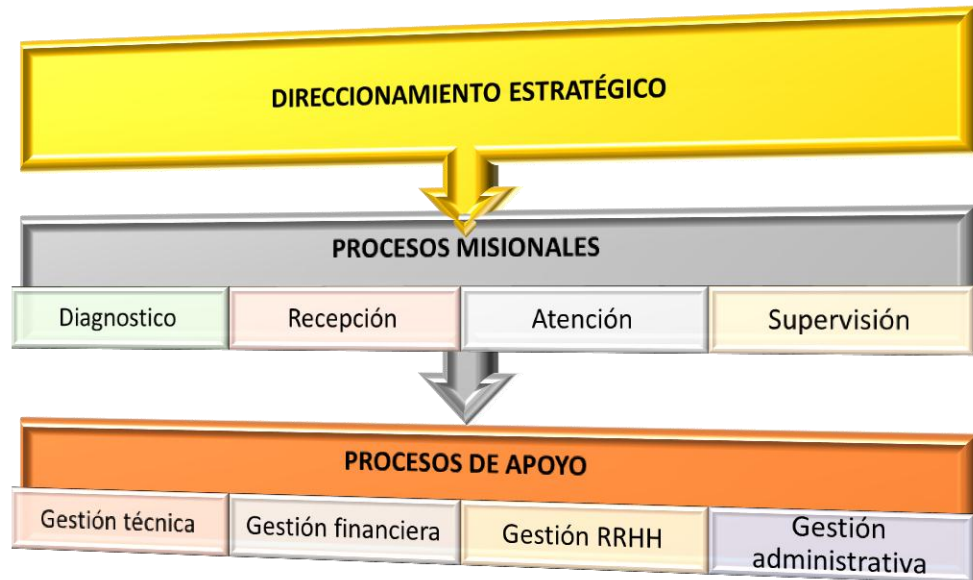 DIRECCIONAMIENTO ESTRATÉGICO
PROCESOS MISIONALES
Diagnostico
Recepción
Atención
Supervisión
PROCESOS DE APOYO
Gestión técnica
Gestión financiera
Gestión RRHH
Gestión
administrativa